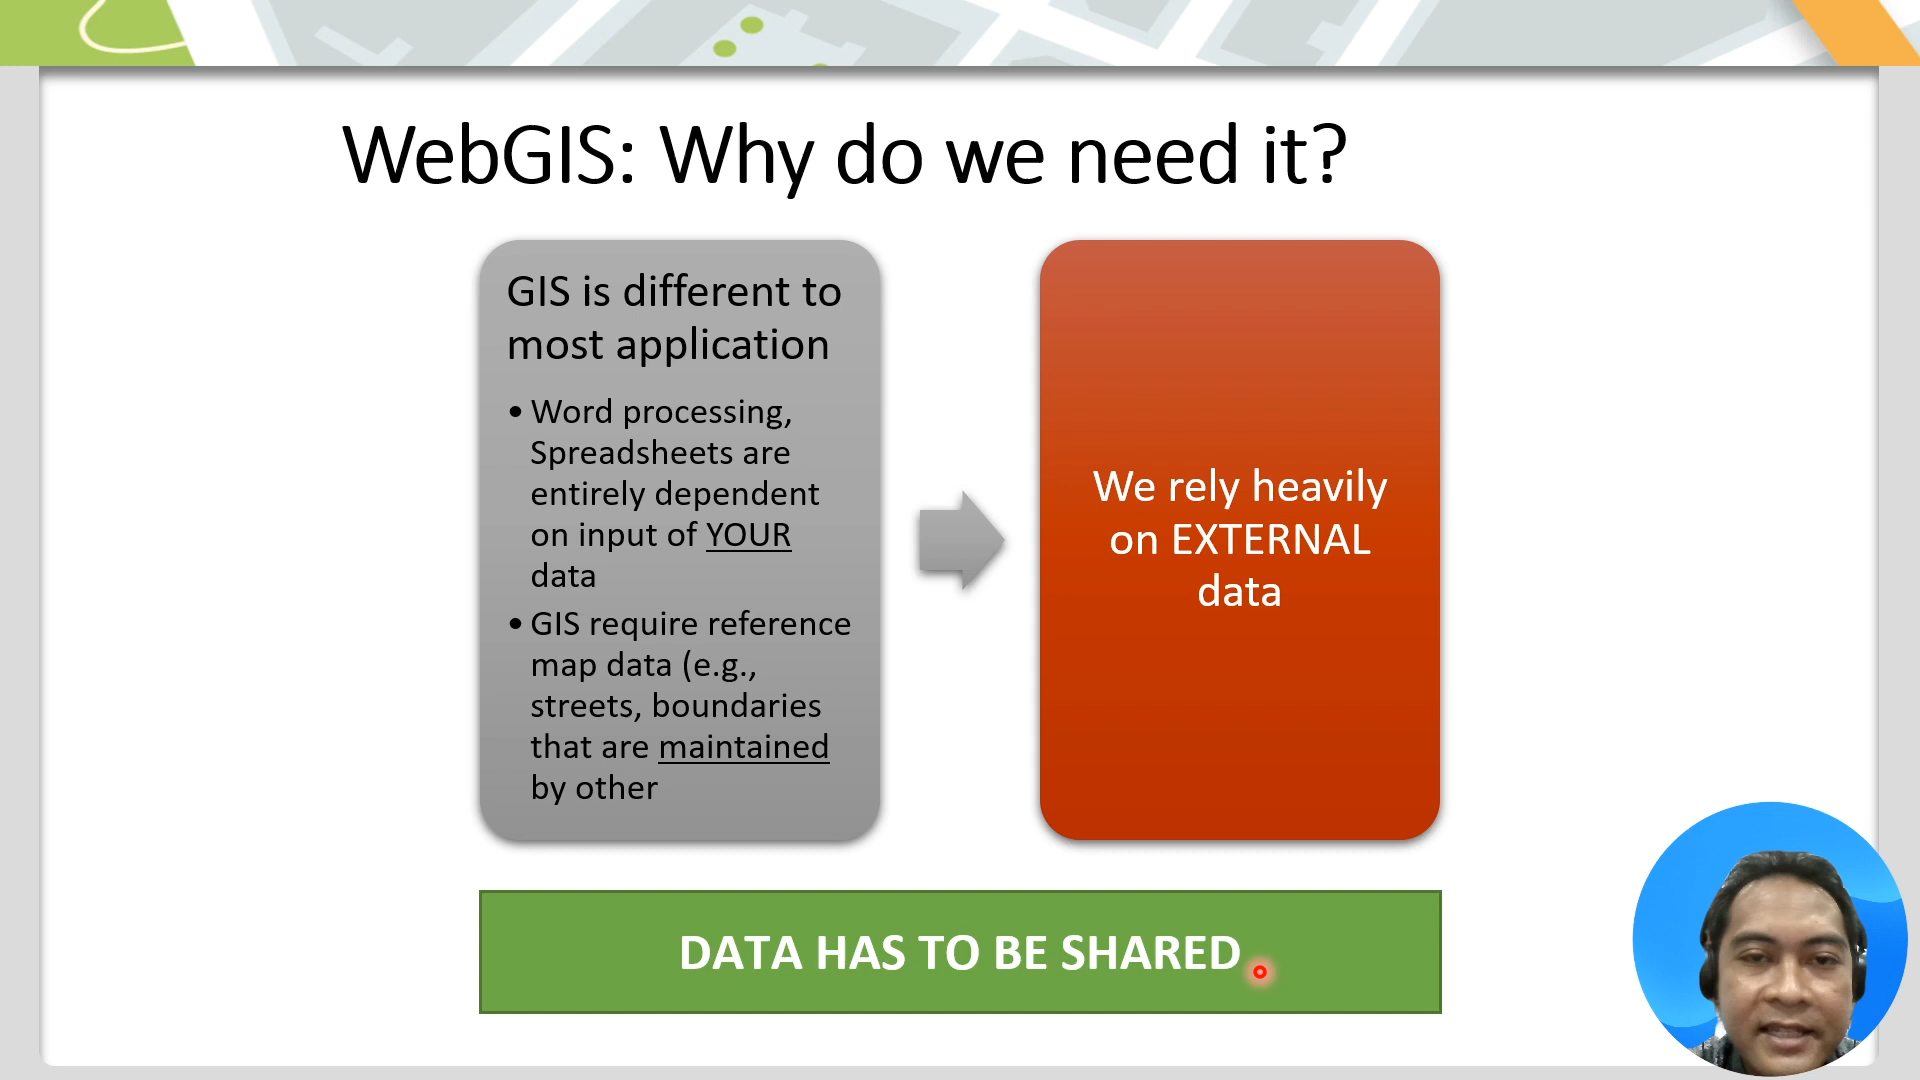 WebGIS: Why do we need it?
GIS is different to
most application
• Word processing,
Spreadsheets are
entirely dependent
on input of YOUR
data
• GIS require reference
map data (e.g.,
streets, boundaries
that are maintained
by other
We rely heavily
on EXTERNAL
data
DATA HAS TO BE SHARED